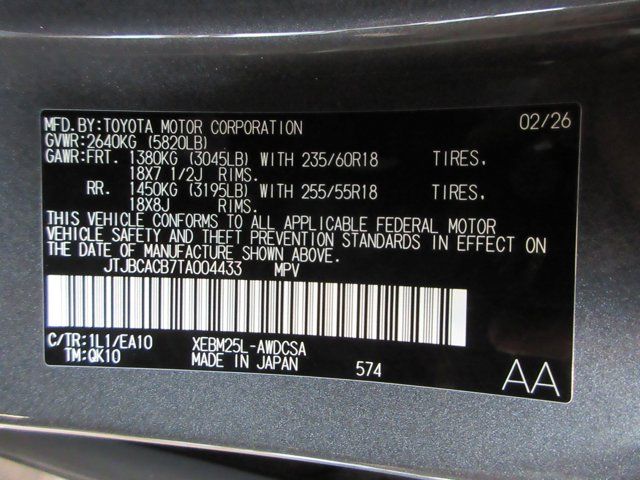 MFD.BY:TOYOTA MOTOR CORPORATION 02/26
GVWR:2640KG (5820LB)
GAWR:FRT. 1380KG (3045LB) WITH 235/60R18 TIRES,
18X7 1/2J RIMS.
RR. 1450KG (3195LB) WITH 255/55R18 TIRES,
18X8J RIMS.
THIS VEHICLE CONFORMS TO ALL APPLICABLE FEDERAL MOTOR
VEHICLE SAFETY AND THEFT PREVENTION STANDARDS IN EFFECT ON
THE DATE OF MANUFACTURE SHOWN ABOVE.
JTJBCACB7TA004433 MPV
C/TR:1L1/EA10 XEBM25L-AWDCSA
TM:QK10 MADE IN JAPAN 574 AA